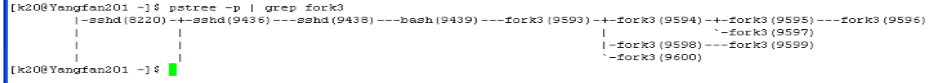 [k20@Yangfan201 ~]$ pstree -p | grep fork3
        |-sshd(8220)-+-sshd(9436)---sshd(9438)---bash(9439)---fork3(9593)-+-fork3(9594)-+-fork3(9595)---fork3(9596)
        |            |                                                    |             `-fork3(9597)
        |            |                                                    |-fork3(9598)---fork3(9599)
        |            |                                                    `-fork3(9600)
[k20@Yangfan201 ~]$